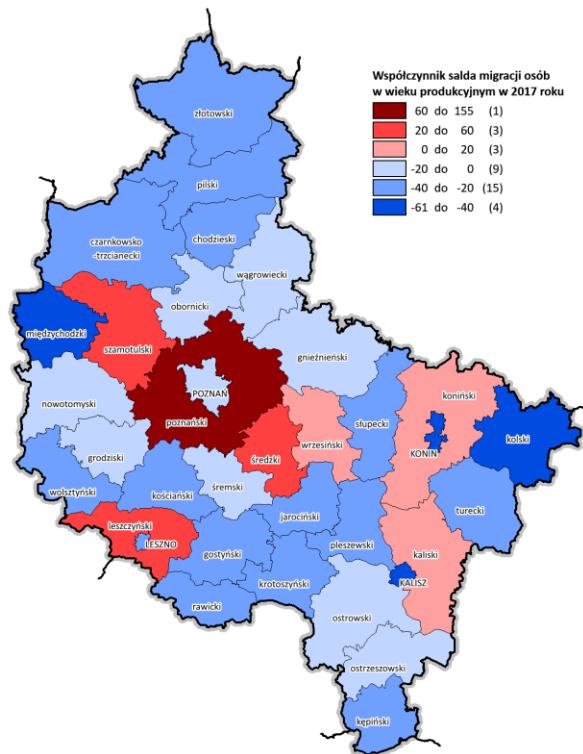 Współczynnik salda migracji osób
w wieku produkcyjnym w 2017 roku
60 do 155 (1)
20 do 60 (3)
0 do 20 (3)
-20 do 0 (9)
-40 do -20 (15)
-61 do -40 (4)
złotowski
pilski
czarnkowsko
-trzcianecki
chodzieski
wągrowiecki
obornicki
międzychodzki
szamotulski
gnieźnieński
POZNAŃ
nowotomyski
poznański
koniński
słupecki
wrzesiński
średzki
KONIN
kolski
grodziski
śremski
wolsztyński
kościański
turecki
jarociński
leszczyński
LESZNO
gostyński
pleszewski
kaliski
krotoszyński
KALISZ
rawicki
ostrowski
ostrzeszowski
kępiński